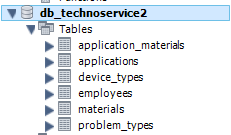 db_technoservice2
Tables
application_materials
applications
device_types
employees
materials
problem_types